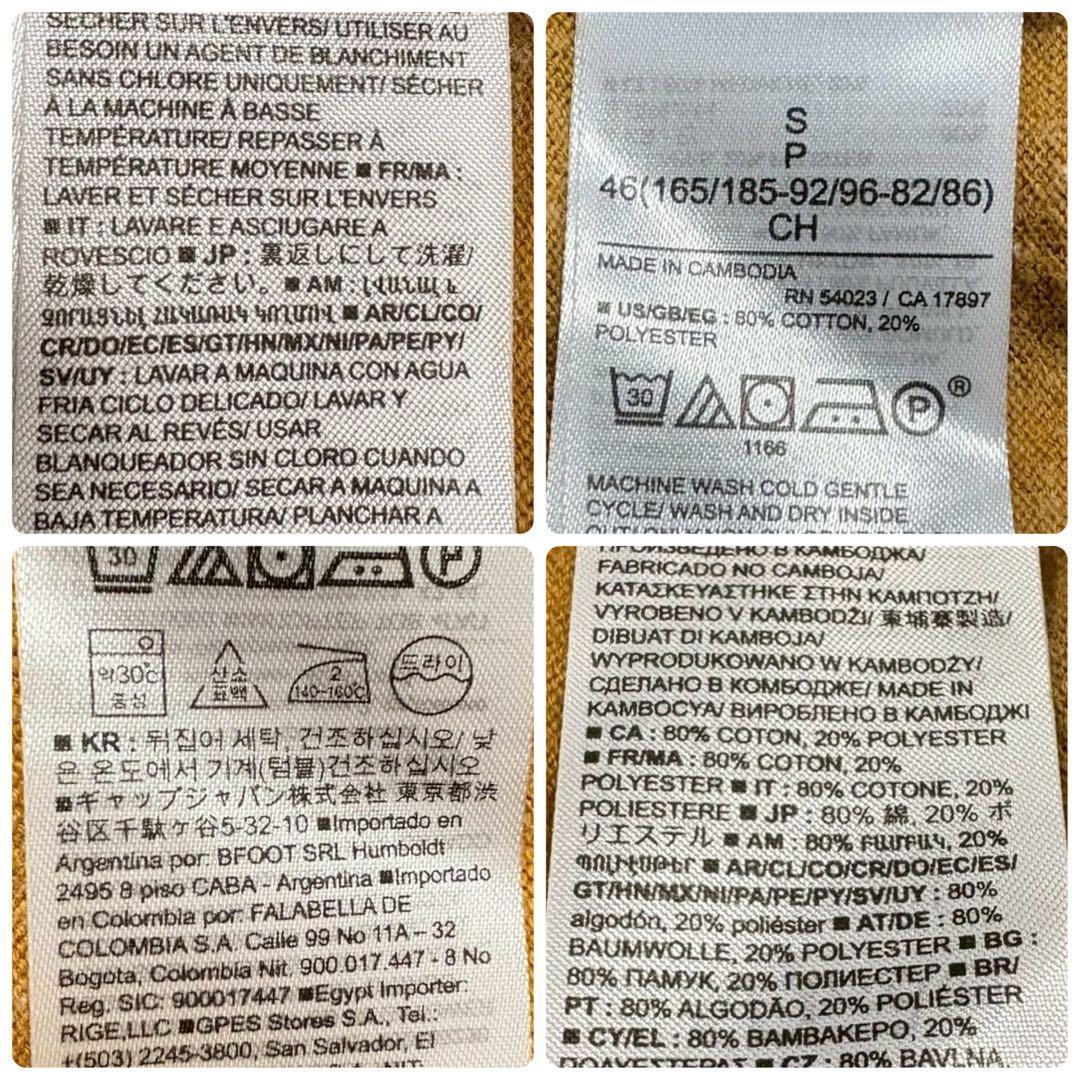 SÉCHER SUR L'ENVERS/ UTILISER AU
BESOIN UN AGENT DE BLANCHIMENT
SANS CHLORE UNIQUEMENT/ SÉCHER
À LA MACHINE À BASSE
TEMPÉRATURE/ REPASSER À
TEMPÉRATURE MOYENNE ■ FR/MA :
LAVER ET SÉCHER SUR L'ENVERS
■ IT : LAVARE E ASCIUGARE A
ROVESCIO ■ JP : 裏返しにして洗濯/
乾燥してください。 ■ AM : ԼՎԱՆԱԼ և
ՉՈՐԱՑՆԵԼ ՀԱԿԱՌԱԿ ԿՈՂՄՈՎ ■ AR/CL/CO/
CR/DO/EC/ES/GT/HN/MX/NI/PA/PE/PY/
SV/UY : LAVAR A MAQUINA CON AGUA
FRIA CICLO DELICADO/ LAVAR Y
SECAR AL REVÉS/ USAR
BLANQUEADOR SIN CLORO CUANDO
SEA NECESARIO/ SECAR A MAQUINA A
BAJA TEMPERATURA/ PLANCHAR A
S
P
46(165/185-92/96-82/86)
CH
MADE IN CAMBODIA
RN 54023 / CA 17897
■ US/GB/EG : 80% COTTON, 20%
POLYESTER
30 P ®
1166
MACHINE WASH COLD GENTLE
CYCLE/ WASH AND DRY INSIDE
30
약30℃ 중성
산소 표백
2 140~160℃
드라이
■ KR : 뒤집어 세탁, 건조하십시오/ 낮
은 온도에서 기계(텀블)건조하십시오
■ギャップジャパン株式会社 東京都渋
谷区千駄ケ谷5-32-10 ■Importado en
Argentina por: BFOOT SRL Humboldt
2495 8 piso CABA - Argentina ■Importado
en Colombia por: FALABELLA DE
COLOMBIA S.A. Calle 99 No 11A – 32
Bogota, Colombia Nit. 900.017.447 - 8 No
Reg. SIC: 900017447 ■Egypt Importer:
RIGE,LLC ■GPES Stores S.A., Tel.:
+(503) 2245-3800, San Salvador, El
ПРОИЗВЕДЕНО В КАМБОДЖА/
FABRICADO NO CAMBOJA/
ΚΑΤΑΣΚΕΥΑΣΤΗΚΕ ΣΤΗΝ ΚΑΜΠΟΤΖΗ/
VYROBENO V KAMBODŽI/ 柬埔寨製造/
DIBUAT DI KAMBOJA/
WYPRODUKOWANO W KAMBODŻY/
СДЕЛАНО В КОМБОДЖЕ/ MADE IN
KAMBOCYA/ ВИРОБЛЕНО В КАМБОДЖІ
■ CA : 80% COTON, 20% POLYESTER
■ FR/MA : 80% COTON, 20%
POLYESTER ■ IT : 80% COTONE, 20%
POLIESTERE ■ JP : 80% 綿, 20% ポ
リエステル ■ AM : 80% ԲԱՄԲԱԿ, 20%
ՊՈԼԻԷՍԹԵՐ ■ AR/CL/CO/CR/DO/EC/ES/
GT/HN/MX/NI/PA/PE/PY/SV/UY : 80%
algodón, 20% poliéster ■ AT/DE : 80%
BAUMWOLLE, 20% POLYESTER ■ BG :
80% ПАМУК, 20% ПОЛИЕСТЕР ■ BR/
PT : 80% ALGODÃO, 20% POLIÉSTER
■ CY/EL : 80% ΒΑΜΒΑΚΕΡΟ, 20%
ΠΟΛΥΕΣΤΕΡΑΣ ■ CZ : 80% BAVLNA,